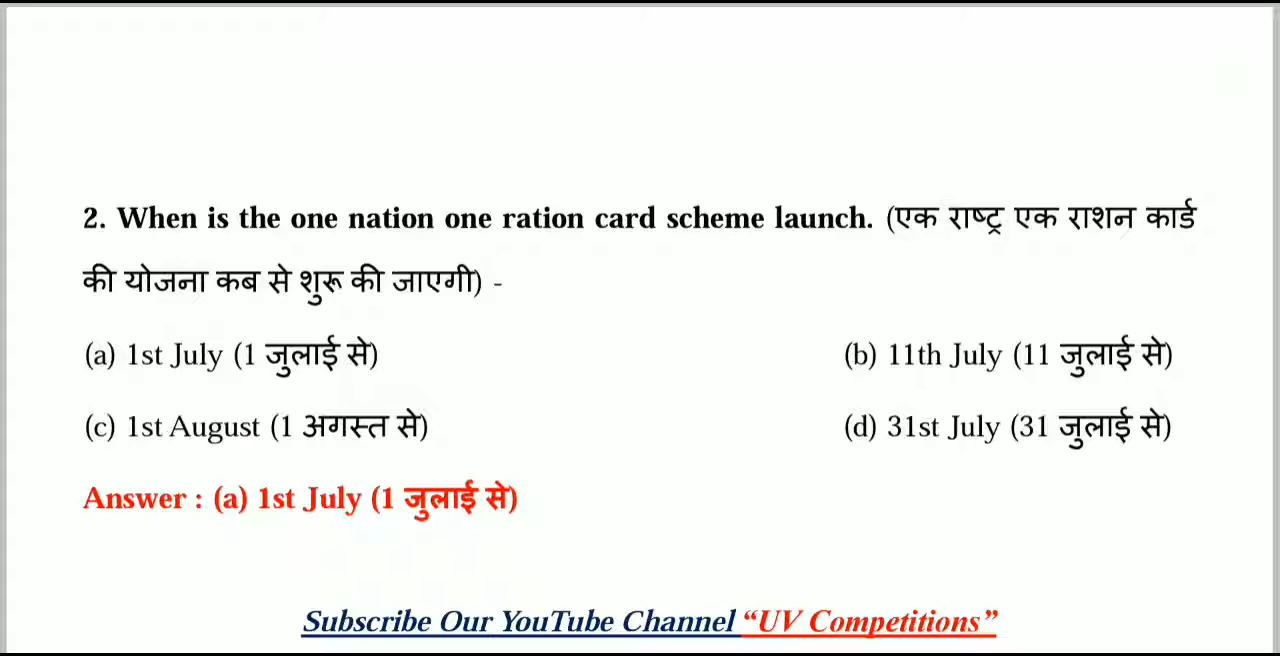 2. When is the one nation one ration card scheme launch. (एक राष्ट्र एक राशन कार्ड
की योजना कब से शुरू की जाएगी) -
(a) 1st July (1 जुलाई से) (b) 11th July (11 जुलाई से)
(c) 1st August (1 अगस्त से) (d) 31st July (31 जुलाई से)
Answer : (a) 1st July (1 जुलाई से)
Subscribe Our YouTube Channel “UV Competitions”